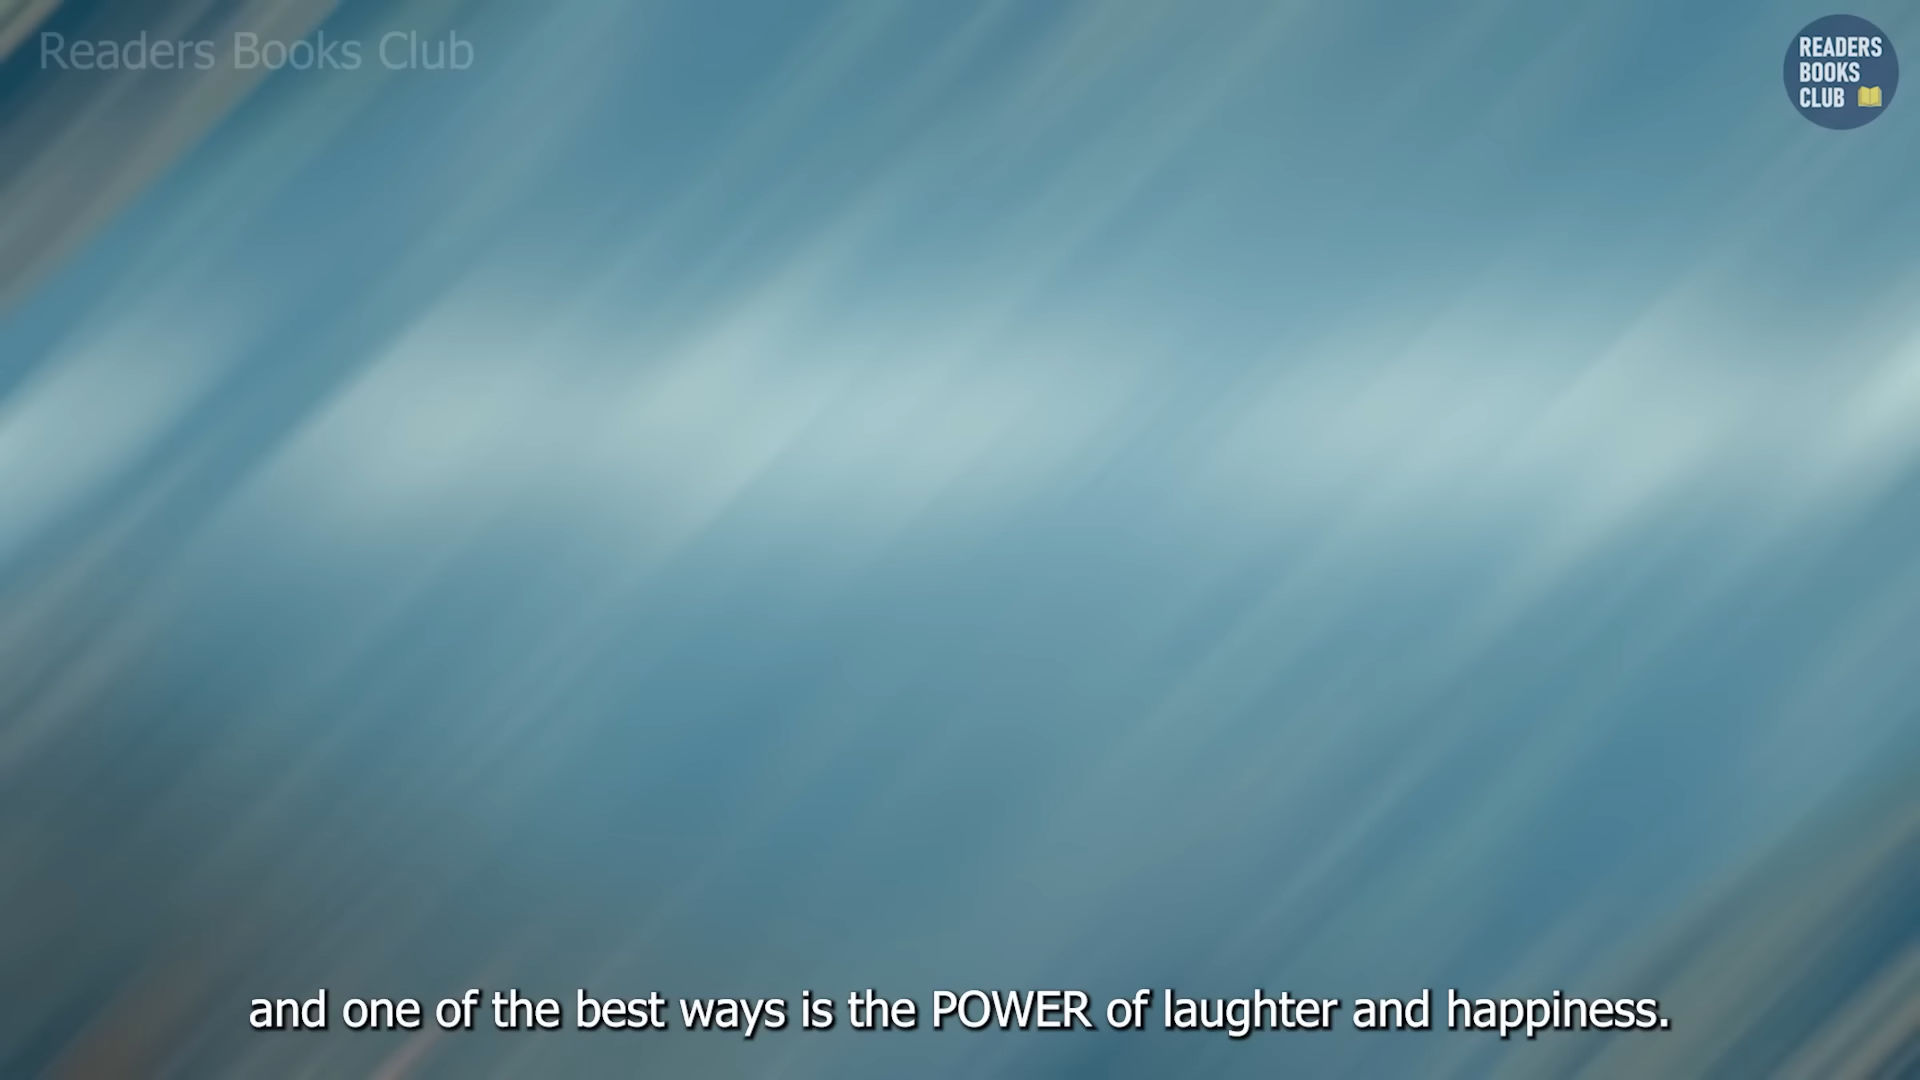 Readers Books Club
READERS
BOOKS
CLUB
and one of the best ways is the POWER of laughter and happiness.